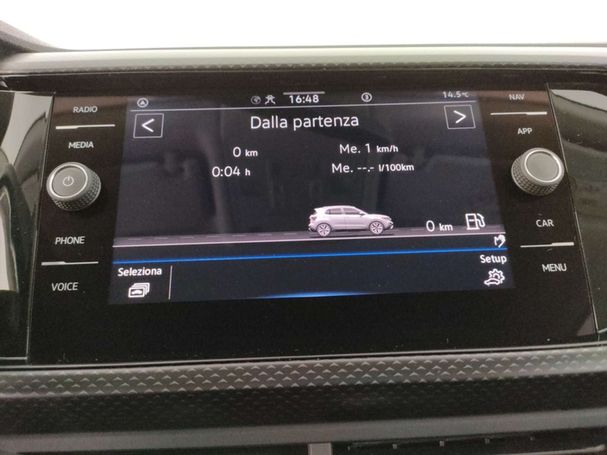 RADIO
MEDIA
PHONE
VOICE
16:48
14.5°C
Dalla partenza
0 km
Me. 1 km/h
0:04 h
Me. --.- l/100km
0 km
Seleziona
Setup
NAV
APP
CAR
MENU